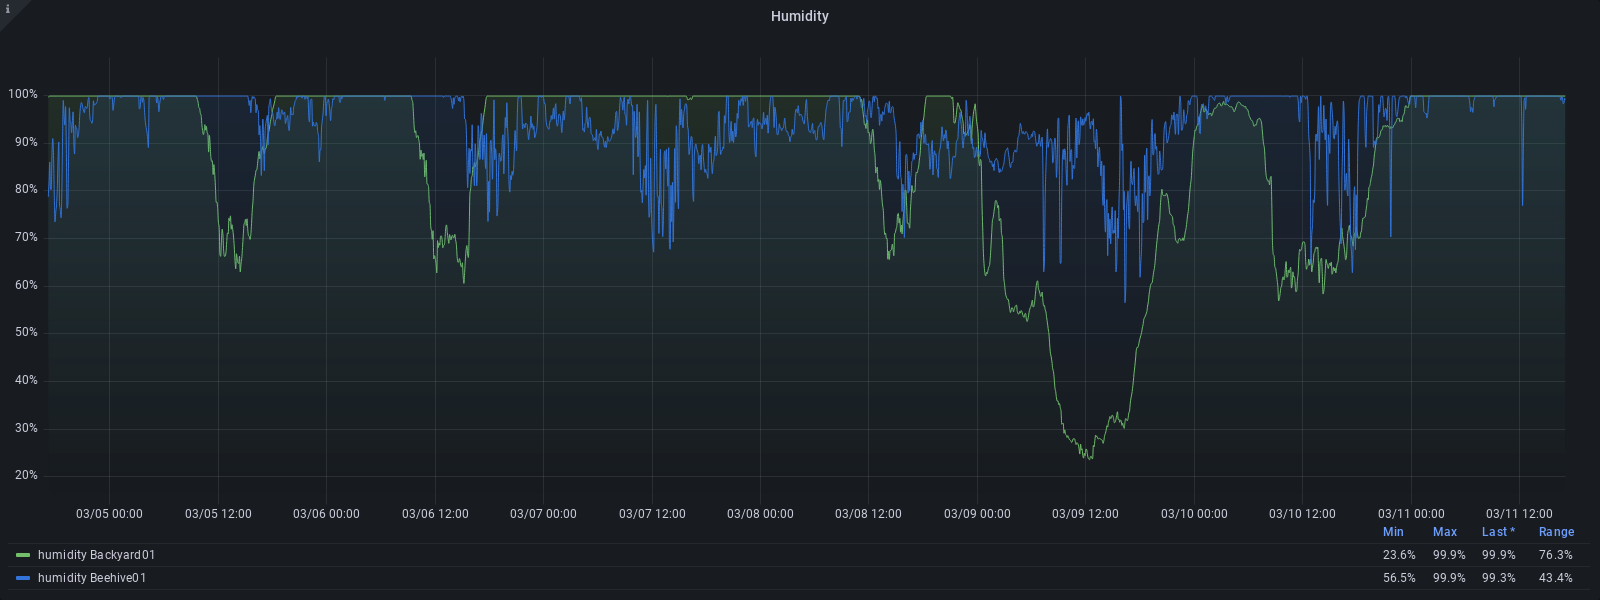 i
Humidity
100%
90%
80%
70%
60%
50%
40%
30%
20%
03/05 00:00 03/05 12:00 03/06 00:00 03/06 12:00 03/07 00:00 03/07 12:00 03/08 00:00 03/08 12:00 03/09 00:00 03/09 12:00 03/10 00:00 03/10 12:00 03/11 00:00 03/11 12:00
Min Max Last * Range
humidity Backyard01 23.6% 99.9% 99.9% 76.3%
humidity Beehive01 56.5% 99.9% 99.3% 43.4%